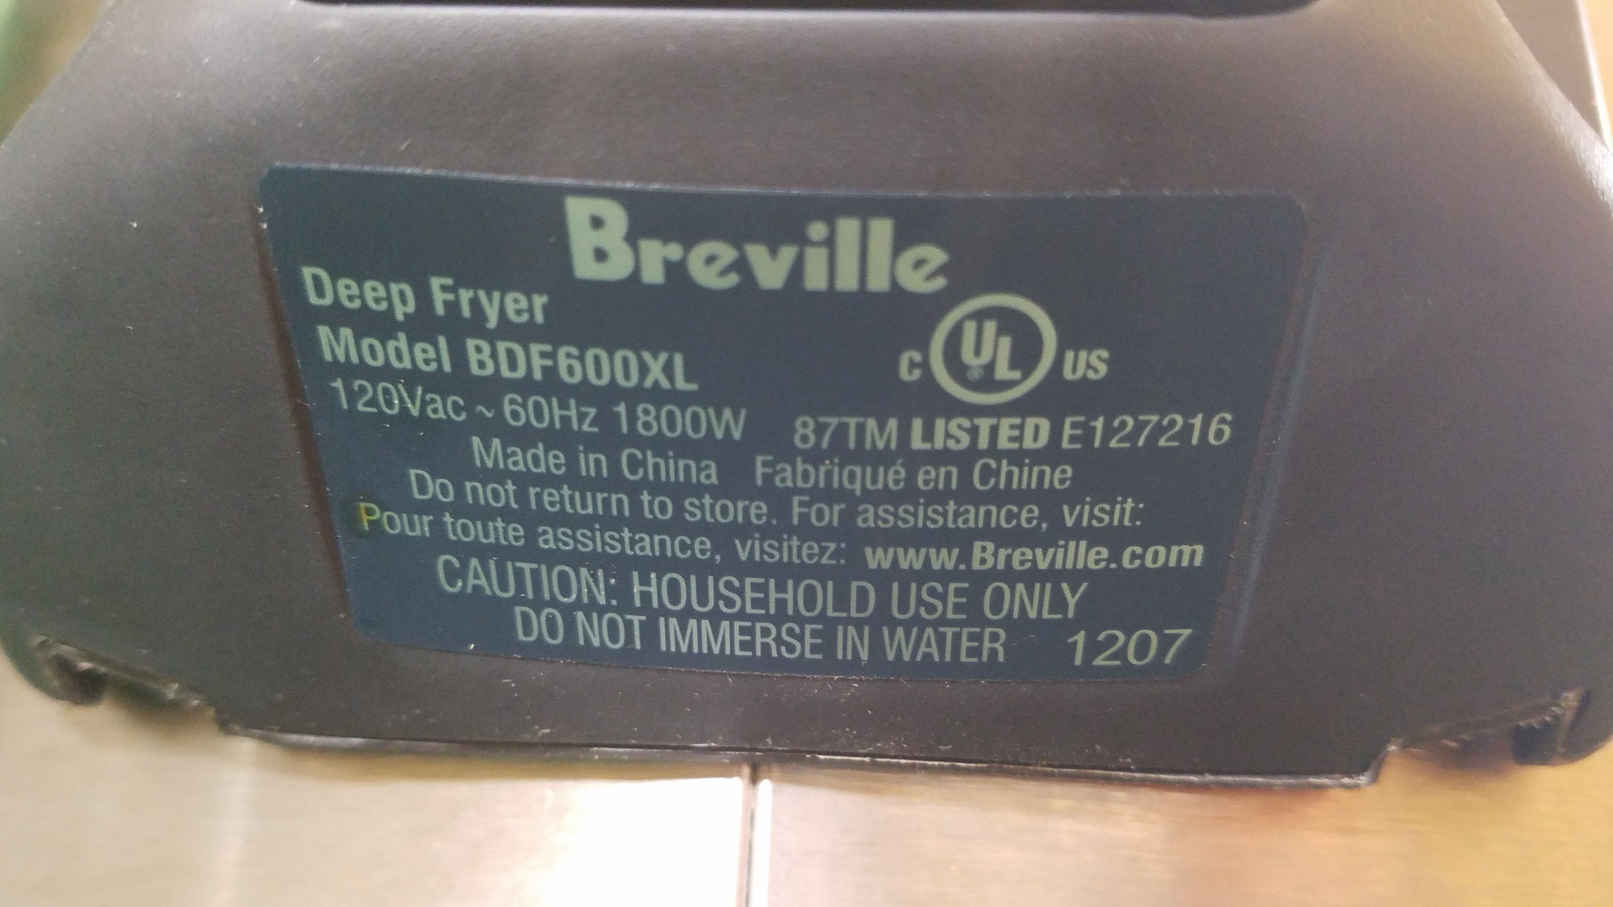 Breville
Deep Fryer
Model BDF600XL
C UL ® US
120Vac ~ 60Hz 1800W 87TM LISTED E127216
Made in China Fabriqué en Chine
Do not return to store. For assistance, visit:
Pour toute assistance, visitez: www.Breville.com
CAUTION: HOUSEHOLD USE ONLY
DO NOT IMMERSE IN WATER 1207